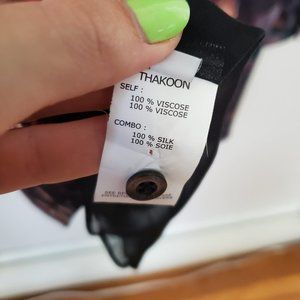 THAKOON
SELF :
100 % VISCOSE
100 % VISCOSE
COMBO :
100 % SILK
100 % SOIE